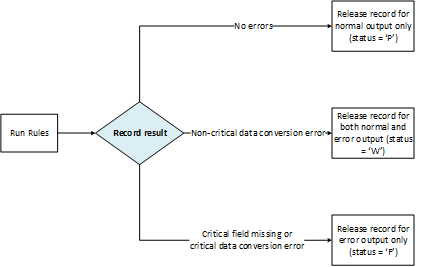 No errors
Release record for
normal output only
(status = ‘P’)
Run Rules
Record result
Non-critical data conversion error
Release record for
both normal and
error output (status
= ‘W’)
Critical field missing or
critical data conversion error
Release record for
error output only
(status = ‘F’)